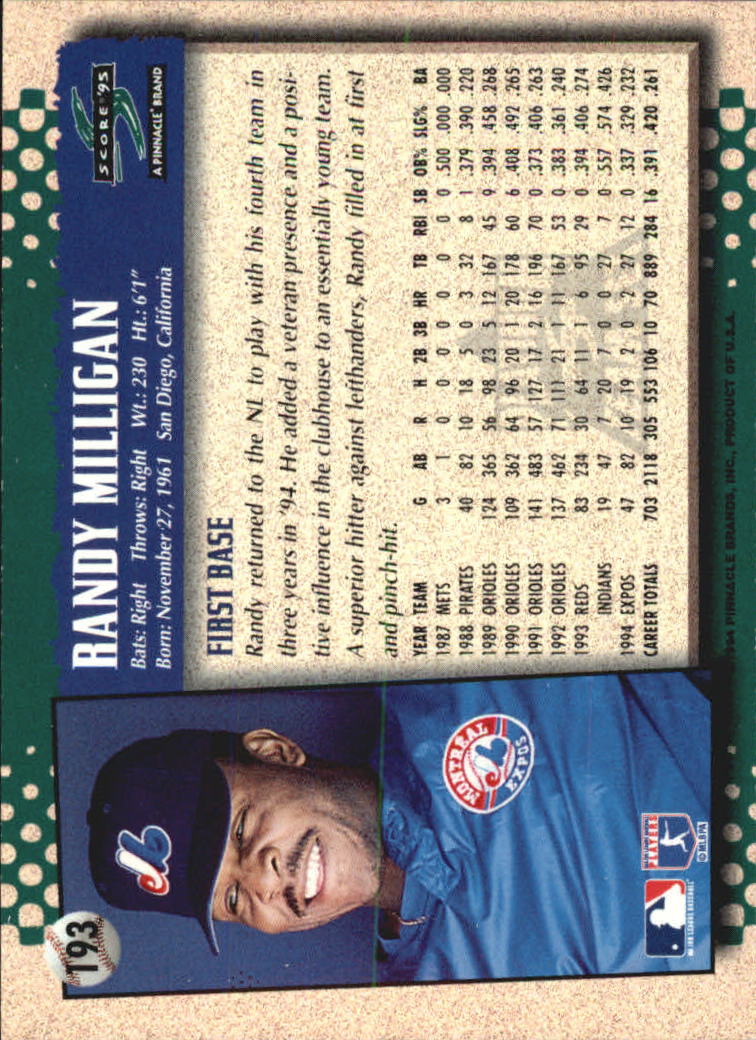 T93
RANDY MILLIGAN
Bats: Right Throws: Right Wt.: 230 Ht.: 6'1"
Born: November 27, 1961 San Diego, California
SCORE '95
A PINNACLE BRAND
FIRST BASE
Randy returned to the NL to play with his fourth team in
three years in '94. He added a veteran presence and a posi-
tive influence in the clubhouse to an essentially young team.
A superior hitter against lefthanders, Randy filled in at first
and pinch-hit.
YEAR TEAM G AB R H 2B 3B HR TB RBI SB OB% SLG% BA
1987 METS 3 1 0 0 0 0 0 0 0 0 .500 .000 .000
1988 PIRATES 40 82 10 18 5 0 3 32 8 1 .379 .390 .220
1989 ORIOLES 124 365 56 98 23 5 12 167 45 9 .394 .458 .268
1990 ORIOLES 109 362 64 96 20 1 20 178 60 6 .408 .492 .265
1991 ORIOLES 141 483 57 127 17 2 16 196 70 0 .373 .406 .263
1992 ORIOLES 137 462 71 111 21 1 11 167 53 0 .383 .361 .240
1993 REDS 83 234 30 64 11 1 6 95 29 0 .394 .406 .274
INDIANS 19 47 7 20 7 0 0 27 7 0 .557 .574 .426
1994 EXPOS 47 82 10 19 2 0 2 27 12 0 .337 .329 .232
CAREER TOTALS 703 2118 305 553 106 10 70 889 284 16 .391 .420 .261
MONTREAL
EXPOS
PLAYERS
© MLBPA
MAJOR LEAGUE BASEBALL
PINNACLE BRANDS, INC., PRODUCT OF U.S.A.